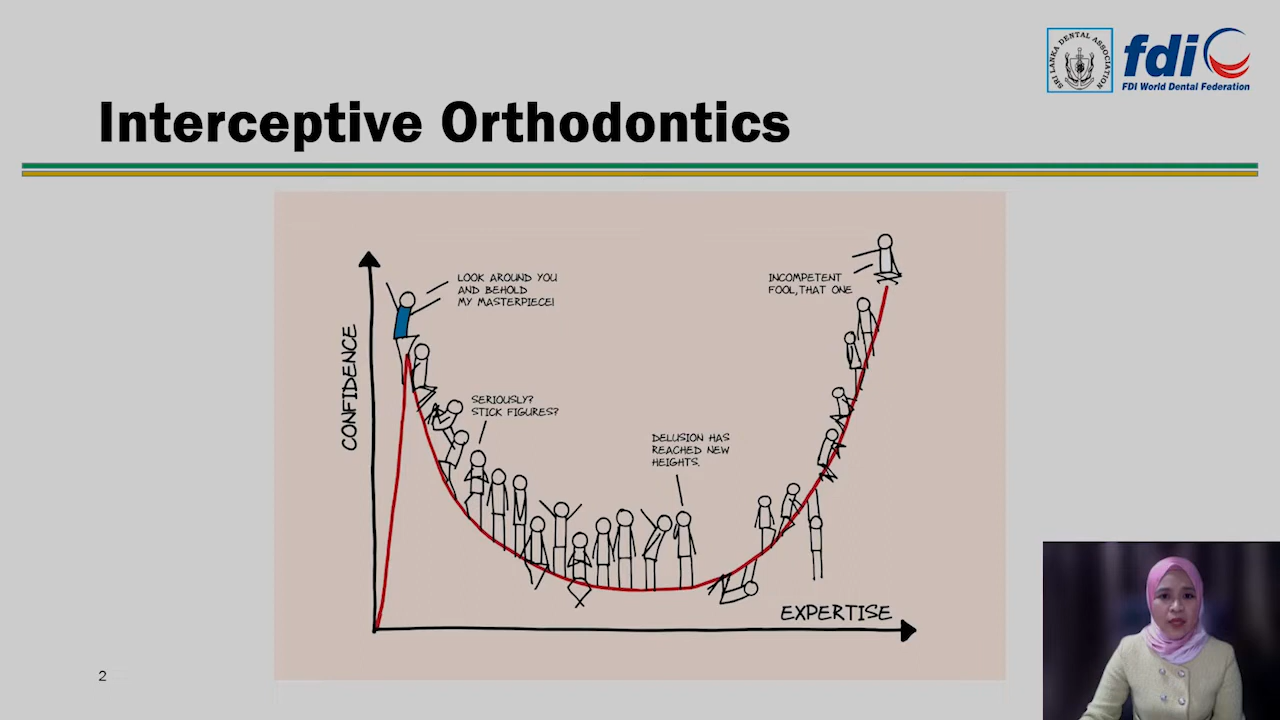 SRI LANKA DENTAL ASSOCIATION
fdi
FDI World Dental Federation
Interceptive Orthodontics
LOOK AROUND YOU
AND BEHOLD
MY MASTERPIECE!
INCOMPETENT
FOOL, THAT ONE
CONFIDENCE
SERIOUSLY?
STICK FIGURES?
DELUSION HAS
REACHED NEW
HEIGHTS.
EXPERTISE
2